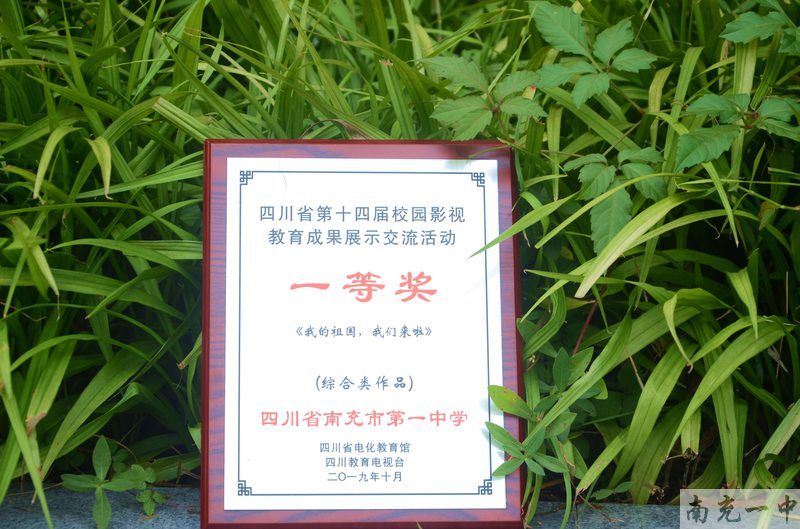 四川省第十四届校园影视
教育成果展示交流活动
一等奖
《我的祖国，我们来啦》
(综合类作品)
四川省南充市第一中学
四川省电化教育馆
四川教育电视台
二〇一九年十月
南充一中